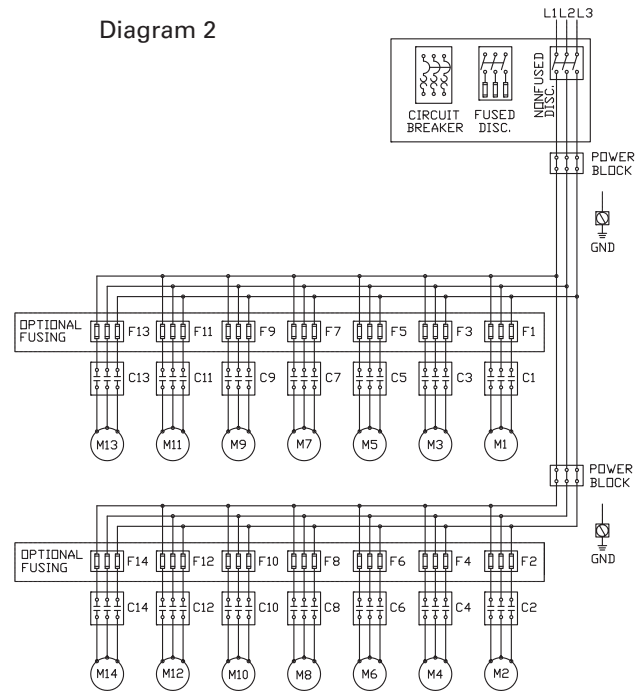 Diagram 2
L1 L2 L3
CIRCUIT
BREAKER
FUSED
DISC.
NONFUSED
DISC.
POWER
BLOCK
GND
OPTIONAL
FUSING
F13 F11 F9 F7 F5 F3 F1
C13 C11 C9 C7 C5 C3 C1
M13 M11 M9 M7 M5 M3 M1
POWER
BLOCK
GND
OPTIONAL
FUSING
F14 F12 F10 F8 F6 F4 F2
C14 C12 C10 C8 C6 C4 C2
M14 M12 M10 M8 M6 M4 M2